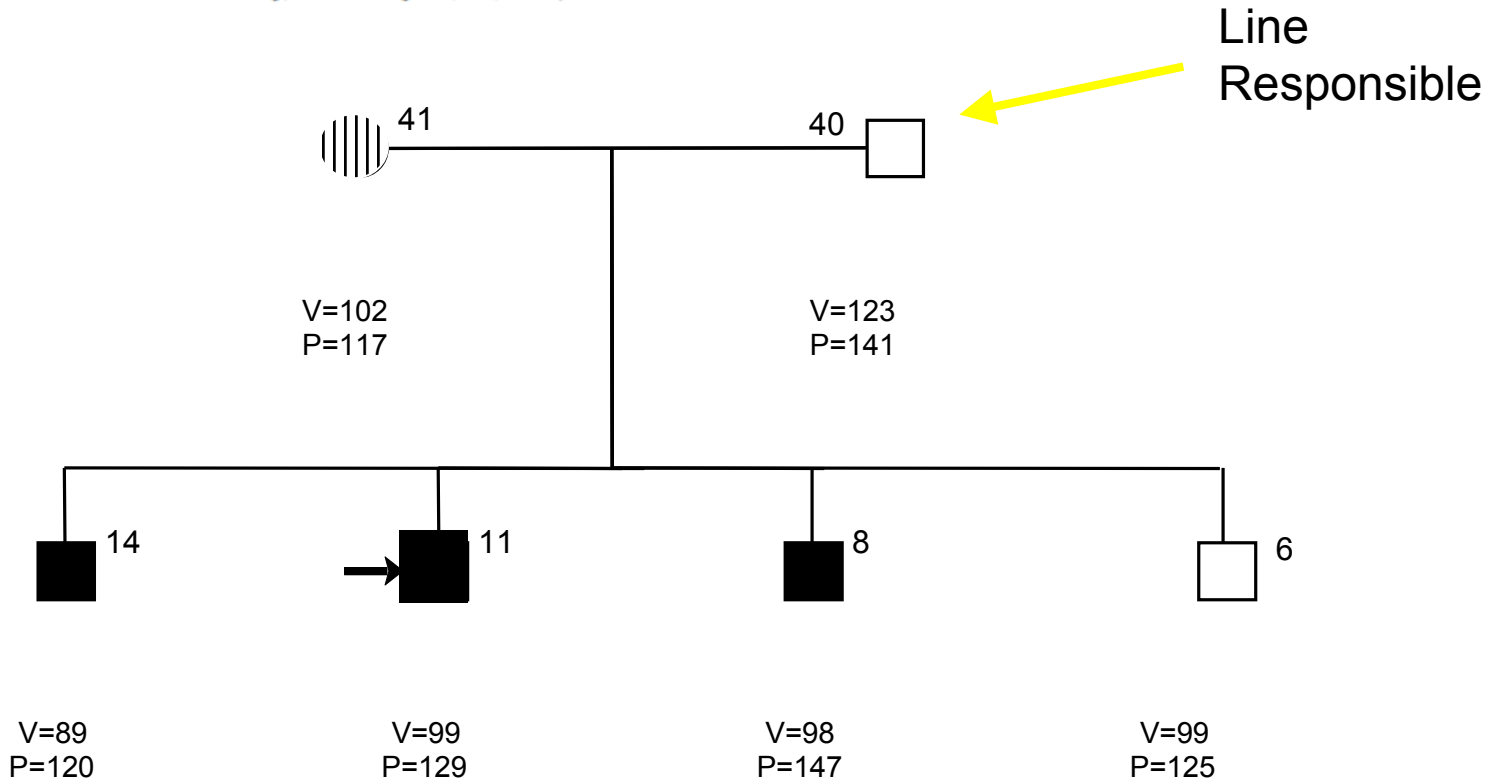 Line
Responsible
41
40
V=102
P=117
V=123
P=141
14
11
8
6
V=89
P=120
V=99
P=129
V=98
P=147
V=99
P=125